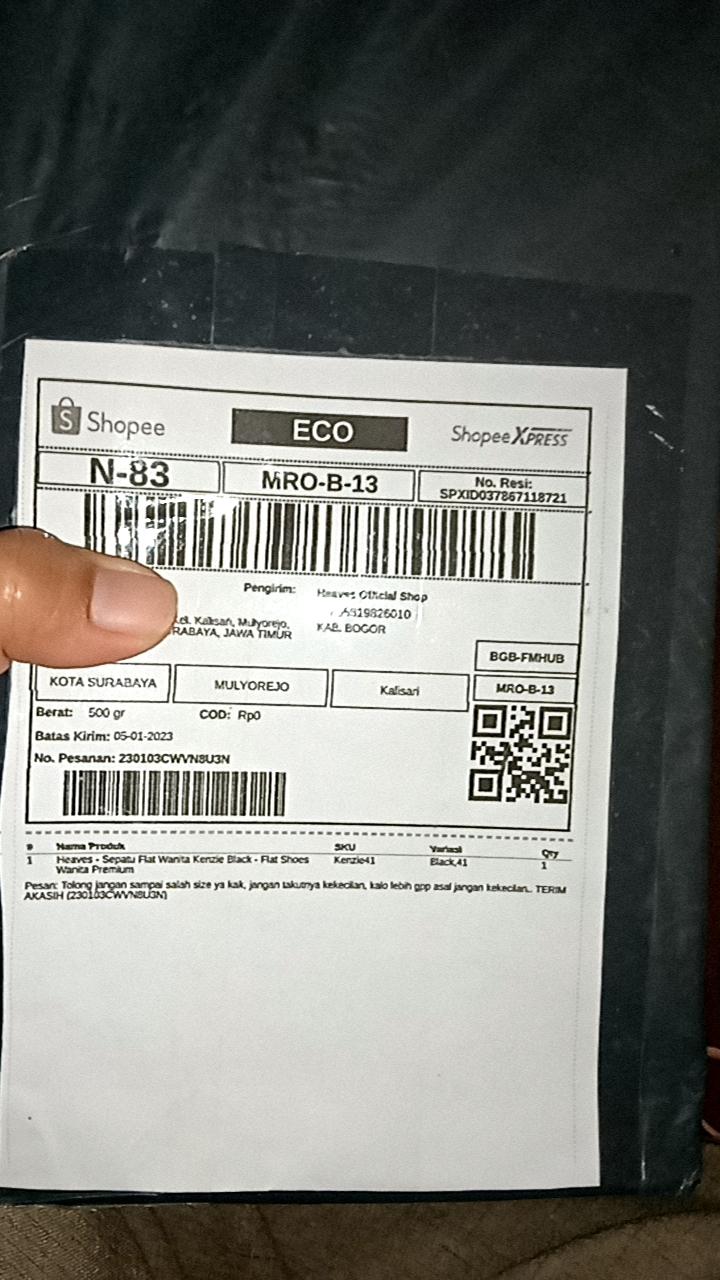 Shopee
ECO
Shopee XPRESS
N-83
MRO-B-13
No. Resi:
SPXID037867118721
Pengirim: Heaves Official Shop
6519826010
Kel. Kalisari, Mulyorejo,
RABAYA, JAWA TIMUR
KAB. BOGOR
BGB-FMHUB
KOTA SURABAYA
MULYOREJO
Kalisari
MRO-B-13
Berat: 500 gr
COD: Rp0
Batas Kirim: 05-01-2023
No. Pesanan: 230103CWVN8U3N
# Nama Produk SKU Variasi Qty
1 Heaves - Sepatu Flat Wanita Kenzie Black - Flat Shoes Kenzie41 Black,41 1
Wanita Premium
Pesan: Tolong jangan sampai salah size ya kak, jangan takutnya kekecilan, kalo lebih gpp asal jangan kekecilan.. TERIM
AKASIH (230103CWVN8U3N)